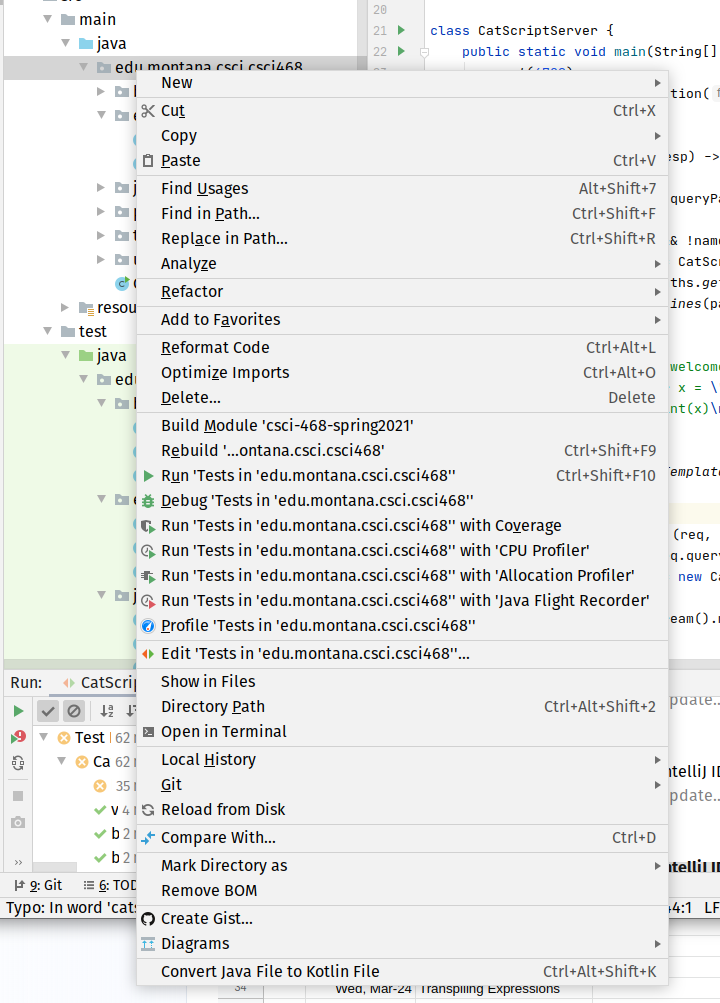 main
20
java
21 class CatScriptServer {
edu.montana.csci.csci468
22 public static void main(String[]
New
Cut Ctrl+X
Copy
Paste Ctrl+V
esp) ->
Find Usages Alt+Shift+7
Find in Path... Ctrl+Shift+F
Replace in Path... Ctrl+Shift+R
& !name
Analyze
CatScr
Refactor
ths.get
resou
ines(pa
Add to Favorites
test
Reformat Code Ctrl+Alt+L
java
welcome
Optimize Imports Ctrl+Alt+O
edu
x = \
Delete... Delete
nt(x)\n
Build Module 'csci-468-spring2021'
Rebuild '...ontana.csci.csci468' Ctrl+Shift+F9
Run 'Tests in 'edu.montana.csci.csci468'' Ctrl+Shift+F10
Template
Debug 'Tests in 'edu.montana.csci.csci468''
Run 'Tests in 'edu.montana.csci.csci468'' with Coverage
(req,
Run 'Tests in 'edu.montana.csci.csci468'' with 'CPU Profiler'
q.query
Run 'Tests in 'edu.montana.csci.csci468'' with 'Allocation Profiler'
new Ca
Run 'Tests in 'edu.montana.csci.csci468'' with 'Java Flight Recorder'
Profile 'Tests in 'edu.montana.csci.csci468''
eam().
Edit 'Tests in 'edu.montana.csci.csci468''...
Run: CatScrip
Show in Files
Directory Path Ctrl+Alt+Shift+2
pdate..
Open in Terminal
Test 62
Local History
Ca 62
ntelliJ ID
Git
35
pdate..
Reload from Disk
v 4
Compare With... Ctrl+D
b 2
Mark Directory as
b 2
ntelliJ ID
9: Git 6: TOD
Remove BOM
Typo: In word 'cats
44:1 LF
Create Gist...
Diagrams
Convert Java File to Kotlin File Ctrl+Alt+Shift+K
34 Wed, Mar-24 Transpiling Expressions